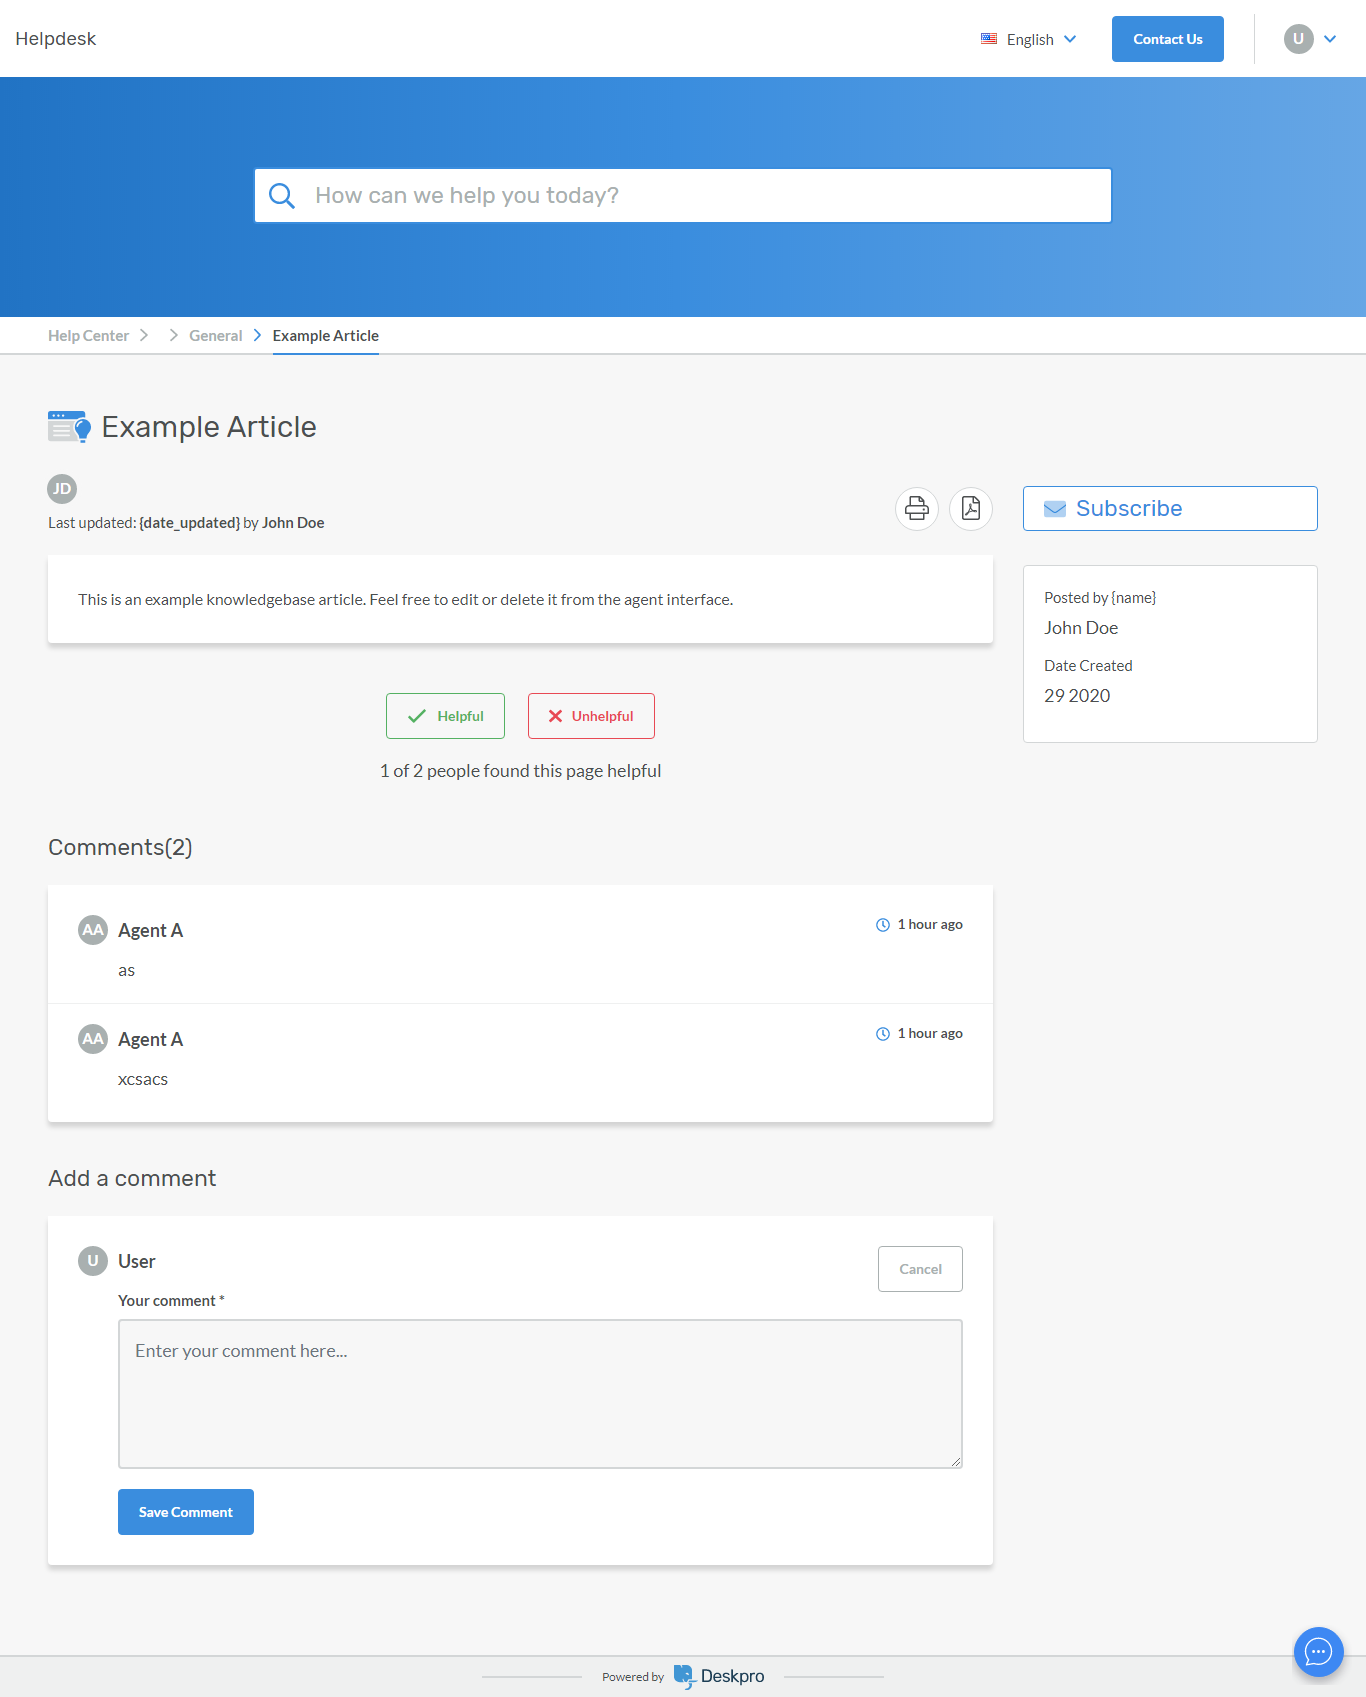 Helpdesk
English
Contact Us
U
How can we help you today?
Help Center General Example Article
Example Article
JD
Last updated: {date_updated} by John Doe
Subscribe
This is an example knowledgebase article. Feel free to edit or delete it from the agent interface.
Posted by {name}
John Doe
Date Created
29 2020
Helpful
Unhelpful
1 of 2 people found this page helpful
Comments(2)
AA Agent A
1 hour ago
as
AA Agent A
1 hour ago
xcsacs
Add a comment
U User
Cancel
Your comment *
Enter your comment here...
Save Comment
Powered by Deskpro